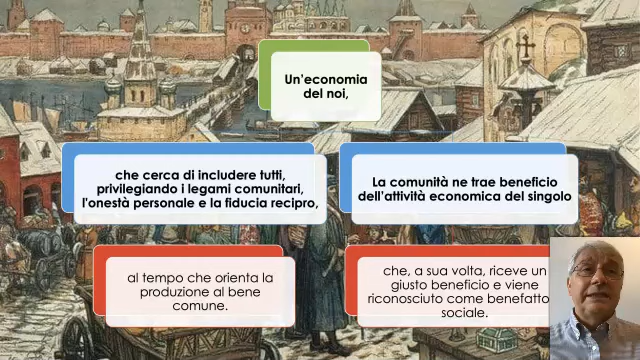 Un'economia
del noi,
che cerca di includere tutti,
privilegiando i legami comunitari,
l'onestà personale e la fiducia recipro,
La comunità ne trae beneficio
dell'attività economica del singolo
al tempo che orienta la
produzione al bene
comune.
che, a sua volta, riceve un
giusto beneficio e viene
riconosciuto come benefatto
sociale.